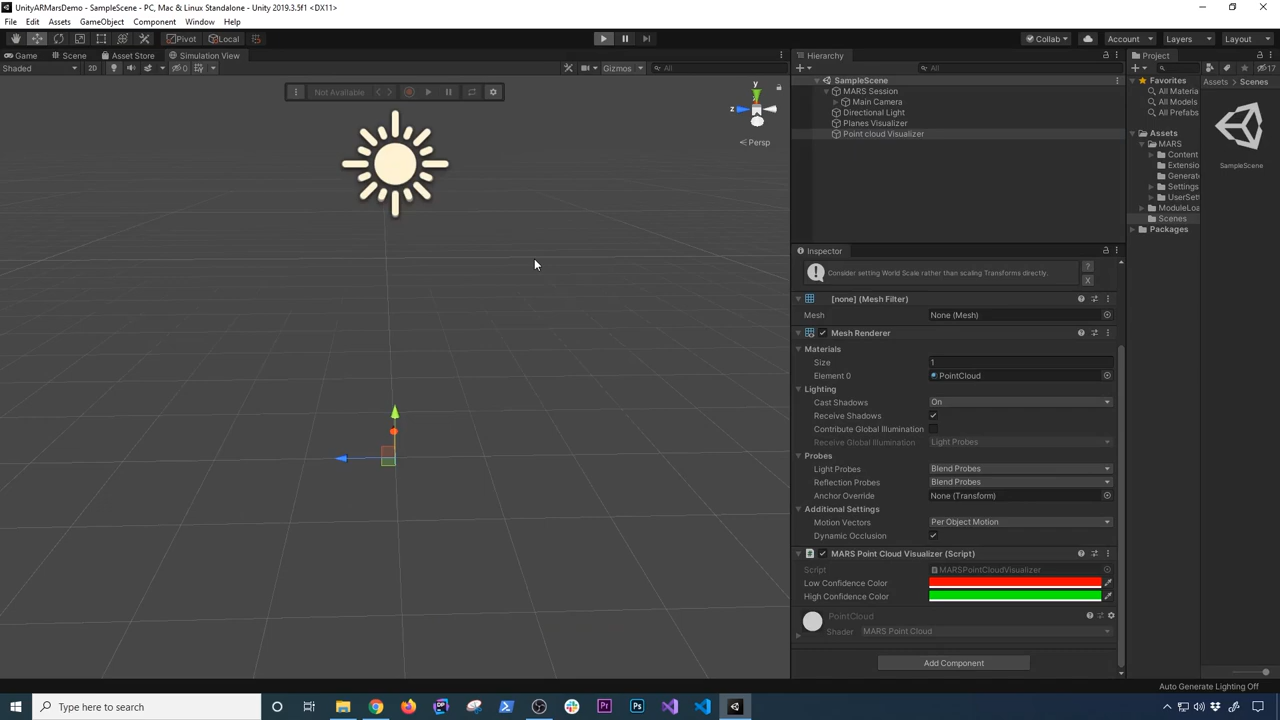 UnityARMarsDemo - SampleScene - PC, Mac & Linux Standalone - Unity 2019.3.5f1 <DX11>
File Edit Assets GameObject Component Window Help
Pivot Local Collab Account Layers Layout
Game Scene Asset Store Simulation View
Shaded 2D 0 Gizmos All
Not Available
y
z
Persp
Hierarchy
All
SampleScene
MARS Session
Main Camera
Directional Light
Planes Visualizer
Point cloud Visualizer
Project
17
Favorites
All Materia
All Models
All Prefabs
Assets
MARS
Content
Extensio
Generat
Settings
UserSet
ModuleLoa
Scenes
Packages
Assets Scenes
SampleScene
Inspector
Consider setting World Scale rather than scaling Transforms directly.
?
X
[none] (Mesh Filter)
Mesh None (Mesh)
Mesh Renderer
Materials
Size 1
Element 0 PointCloud
Lighting
Cast Shadows On
Receive Shadows
Contribute Global Illumination
Receive Global Illumination Light Probes
Probes
Light Probes Blend Probes
Reflection Probes Blend Probes
Anchor Override None (Transform)
Additional Settings
Motion Vectors Per Object Motion
Dynamic Occlusion
MARS Point Cloud Visualizer (Script)
Script MARSPointCloudVisualizer
Low Confidence Color
High Confidence Color
PointCloud
Shader MARS Point Cloud
Add Component
Auto Generate Lighting Off
Type here to search
Pr
Ps